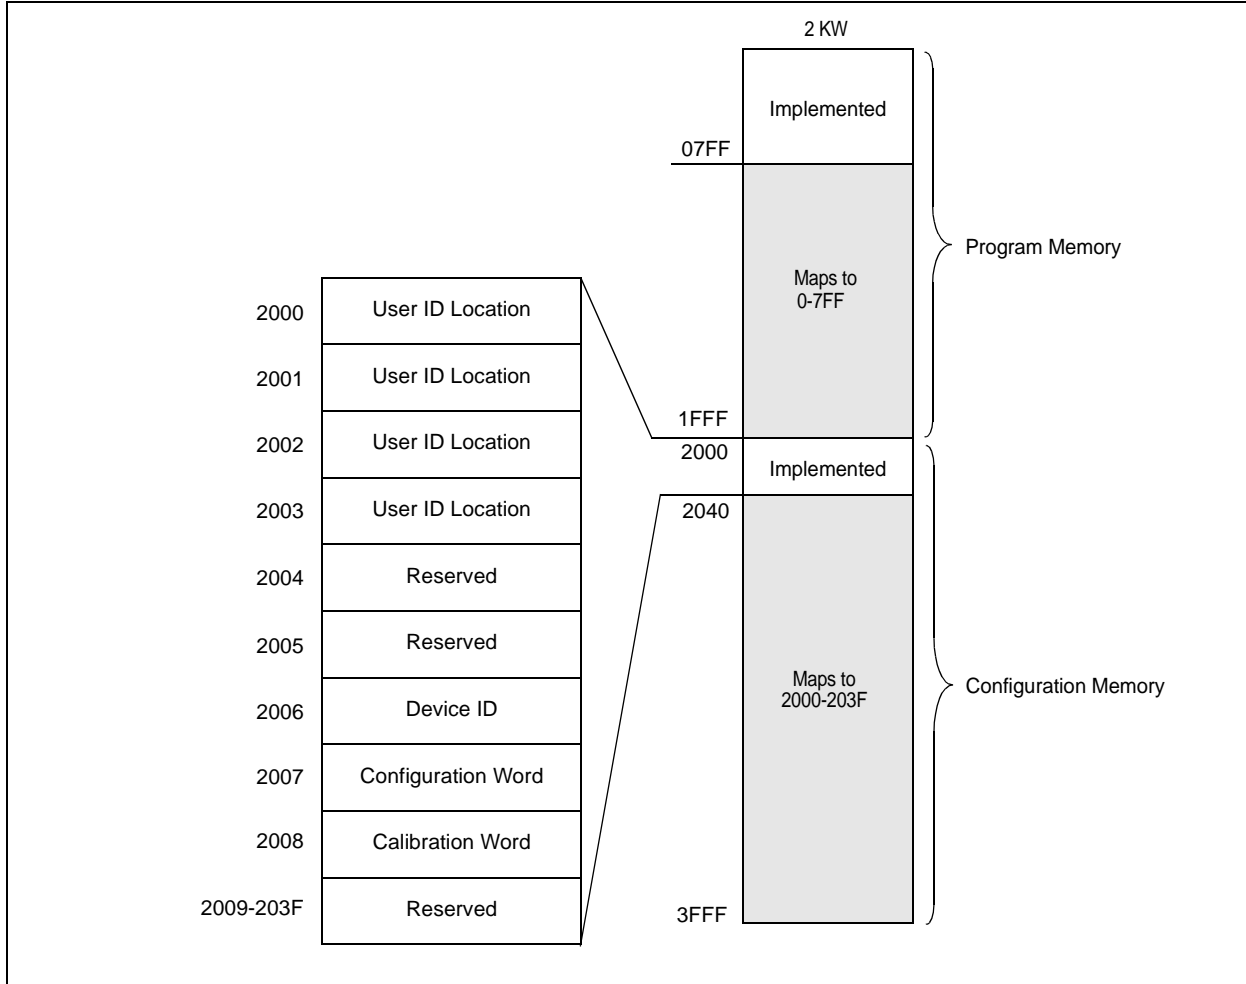 2 KW
Implemented
07FF
Program Memory
Maps to
0-7FF
2000 User ID Location
2001 User ID Location
2002 User ID Location
2003 User ID Location
2004 Reserved
2005 Reserved
2006 Device ID
2007 Configuration Word
2008 Calibration Word
2009-203F Reserved
1FFF
2000
Implemented
2040
Maps to
2000-203F
Configuration Memory
3FFF